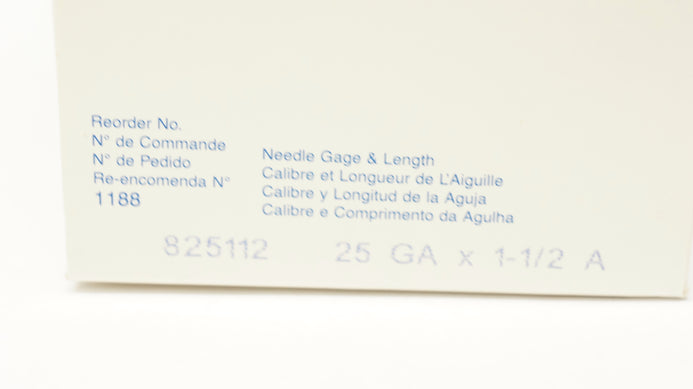 Reorder No.
N° de Commande
N° de Pedido
Re-encomenda N°
1188
Needle Gage & Length
Calibre et Longueur de L'Aiguille
Calibre y Longitud de la Aguja
Calibre e Comprimento da Agulha
825112 25 GA x 1-1/2 A